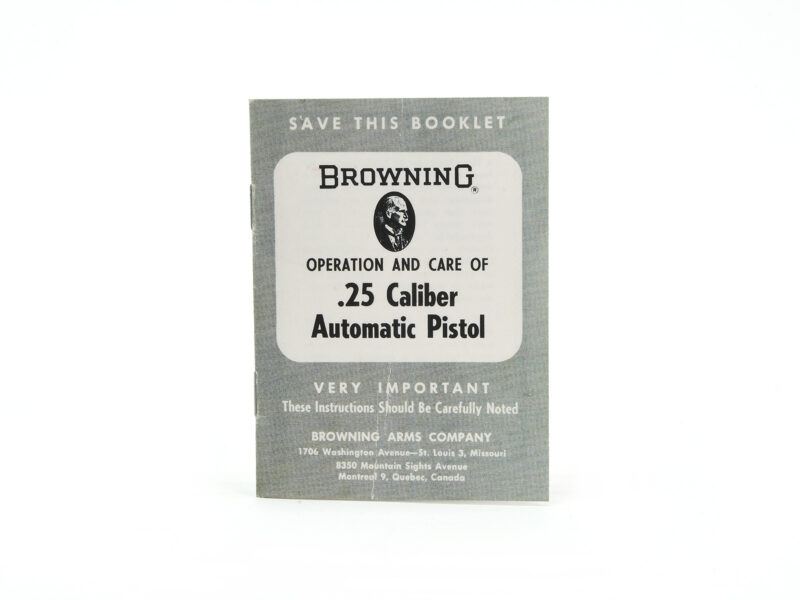 SAVE THIS BOOKLET
BROWNING®
OPERATION AND CARE OF
.25 Caliber
Automatic Pistol
VERY IMPORTANT
These Instructions Should Be Carefully Noted
BROWNING ARMS COMPANY
1706 Washington Avenue—St. Louis 3, Missouri
8350 Mountain Sights Avenue
Montreal 9, Quebec, Canada